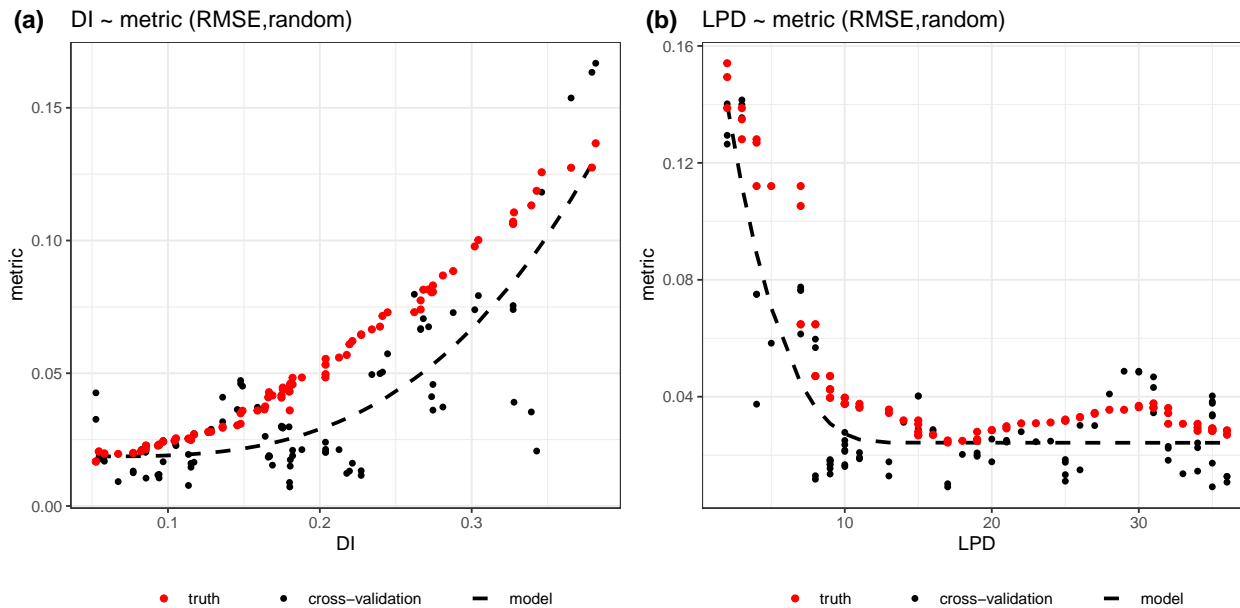 (a) DI ~ metric (RMSE,random)
0.15
0.10
0.05
0.00
metric
0.1 0.2 0.3
DI
truth cross−validation model
(b) LPD ~ metric (RMSE,random)
0.16
0.12
0.08
0.04
metric
10 20 30
LPD
truth cross−validation model